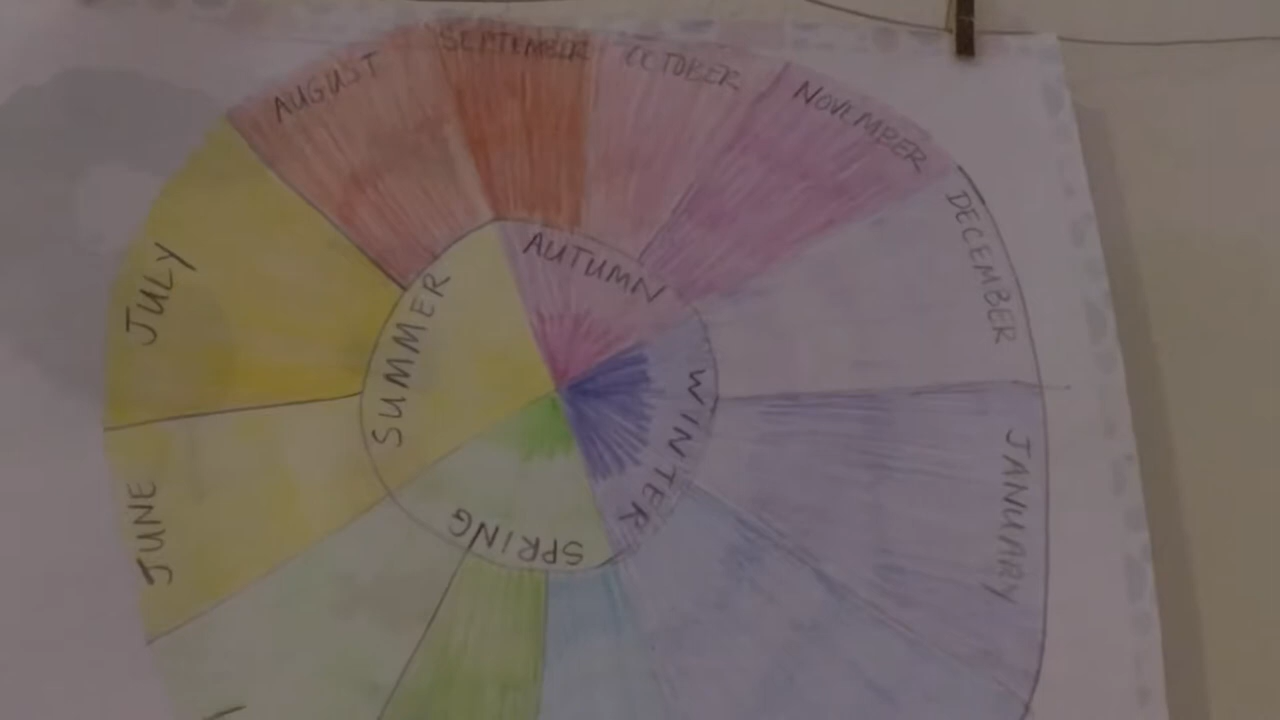 AUGUST
SEPTEMBER
OCTOBER
NOVEMBER
DECEMBER
JANUARY
JULY
JUNE
AUTUMN
WINTER
SPRING
SUMMER